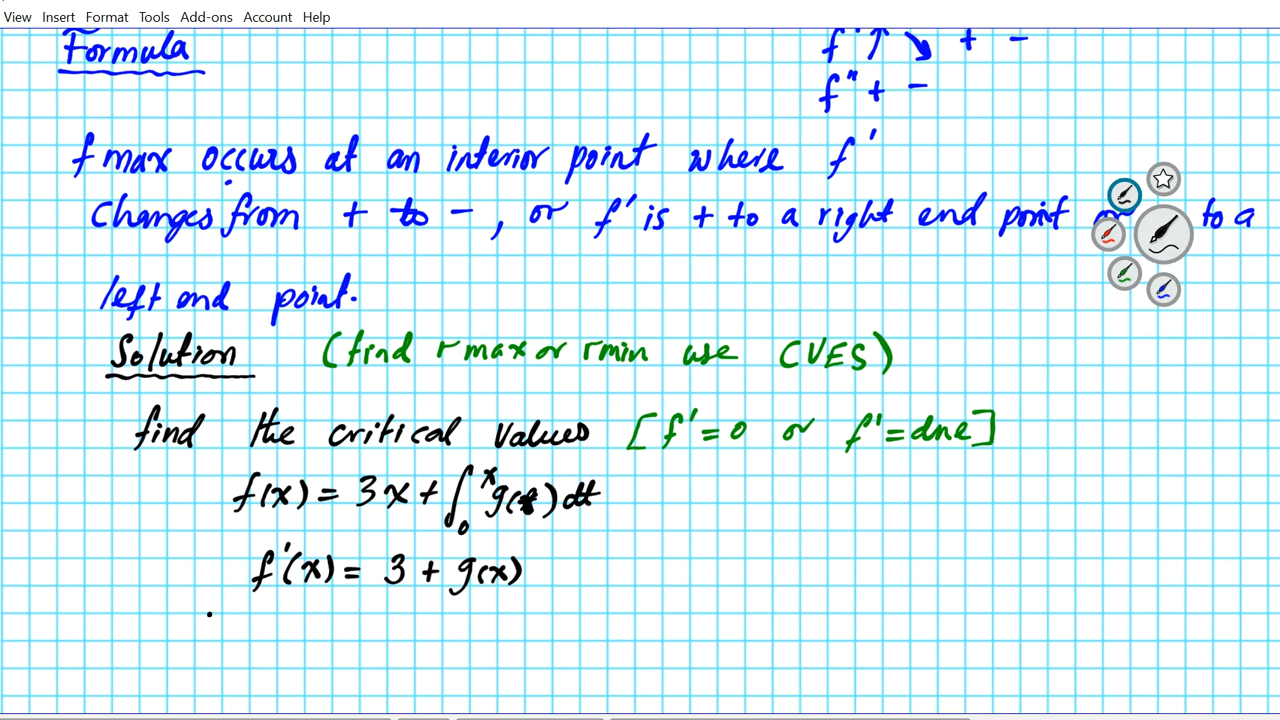 View Insert Format Tools Add-ons Account Help
Formula
f' ↑ ↘ + -
f" + -
f max occurs at an interior point where f'
changes from + to -, or f' is + to a right end point or to a
left end point.
Solution (find rmax or rmin use CVES)
find the critical values [f'=0 or f'=dne]
f(x) = 3x + ∫₀ˣ g(t) dt
f'(x) = 3 + g(x)